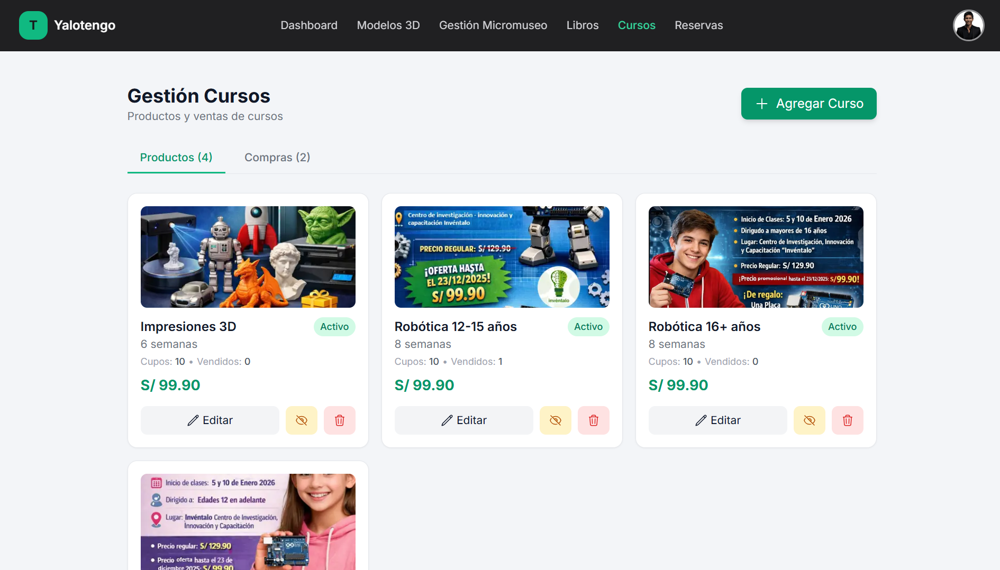 T Yalotengo
Dashboard Modelos 3D Gestión Micromuseo Libros Cursos Reservas
Gestión Cursos
Productos y ventas de cursos
Agregar Curso
Productos (4) Compras (2)
Impresiones 3D Activo
6 semanas
Cupos: 10 • Vendidos: 0
S/ 99.90
Editar
Centro de investigación - innovación y
capacitación Invéntalo
PRECIO REGULAR: S/ 129.90
¡OFERTA HASTA
EL 23/12/2025!
S/ 99.90
invéntalo
Robótica 12-15 años Activo
8 semanas
Cupos: 10 • Vendidos: 1
S/ 99.90
Editar
Inicio de Clases: 5 y 10 de Enero 2026
Dirigudo a mayores de 16 años
Lugar: Centro de Investigación, Innovación
y Capacitación "Invéntalo"
Precio Regular: S/ 129.90
¡Precio promocional hasta el 23/12/2025: S/99.90!
¡De regalo:
Una Placa
UNO
Robótica 16+ años Activo
8 semanas
Cupos: 10 • Vendidos: 0
S/ 99.90
Editar
Inicio de clases: 5 y 10 de Enero 2026
Dirigido a: Edades 12 en adelante
Lugar: Invéntalo Centro de Investigación,
Innovación y Capacitación
Precio regular: S/ 129.90
Precio oferta hasta el 23 de
diciembre 2025: S/ 99.90